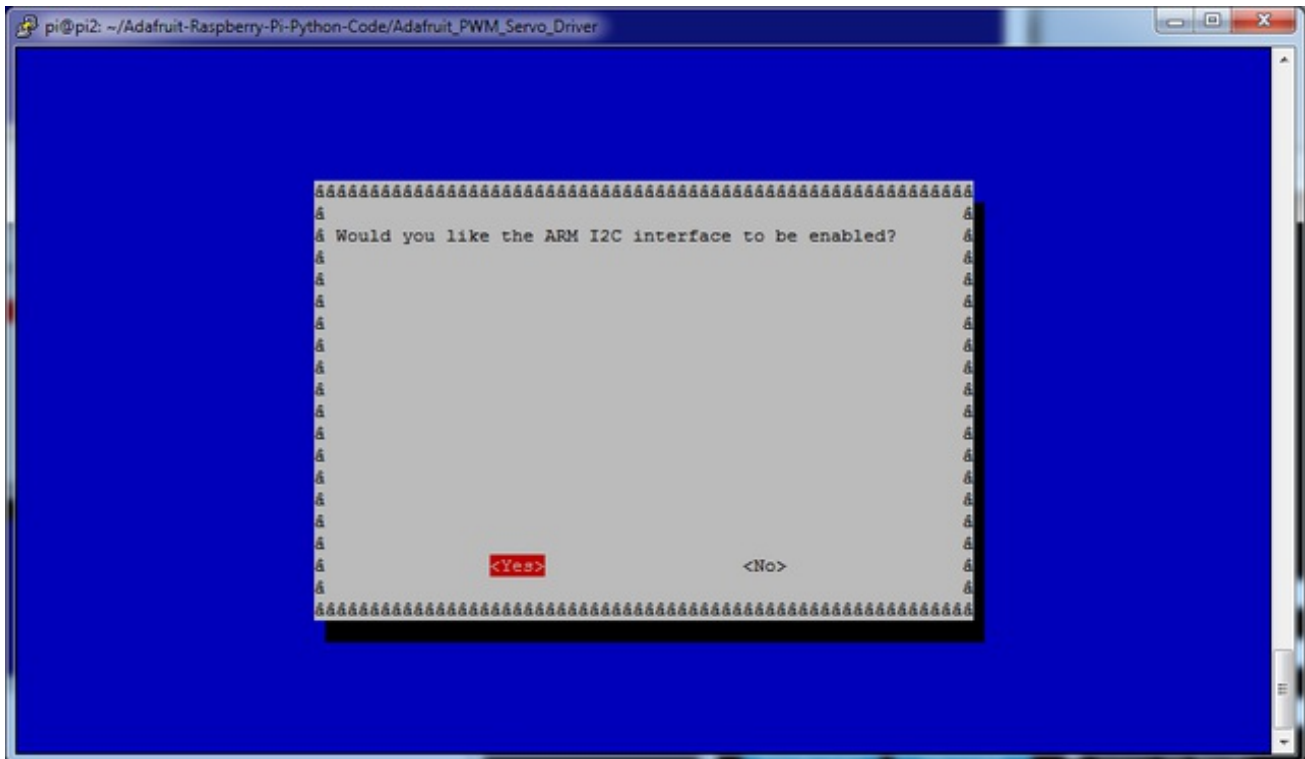 pi@pi2: ~/Adafruit-Raspberry-Pi-Python-Code/Adafruit_PWM_Servo_Driver
Would you like the ARM I2C interface to be enabled?
<Yes> <No>